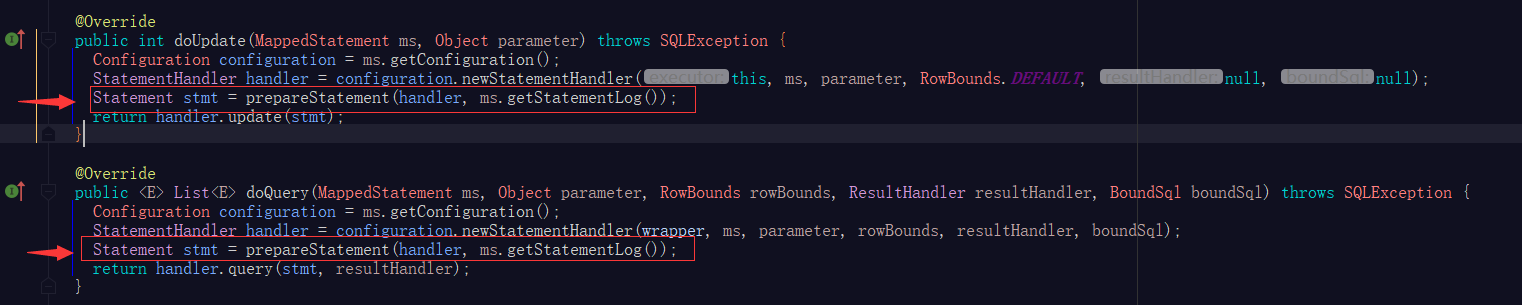 @Override
public int doUpdate(MappedStatement ms, Object parameter) throws SQLException {
Configuration configuration = ms.getConfiguration();
StatementHandler handler = configuration.newStatementHandler( executor: this, ms, parameter, RowBounds.DEFAULT, resultHandler: null, boundSql: null);
Statement stmt = prepareStatement(handler, ms.getStatementLog());
return handler.update(stmt);
}
@Override
public <E> List<E> doQuery(MappedStatement ms, Object parameter, RowBounds rowBounds, ResultHandler resultHandler, BoundSql boundSql) throws SQLException {
Configuration configuration = ms.getConfiguration();
StatementHandler handler = configuration.newStatementHandler(wrapper, ms, parameter, rowBounds, resultHandler, boundSql);
Statement stmt = prepareStatement(handler, ms.getStatementLog());
return handler.query(stmt, resultHandler);
}